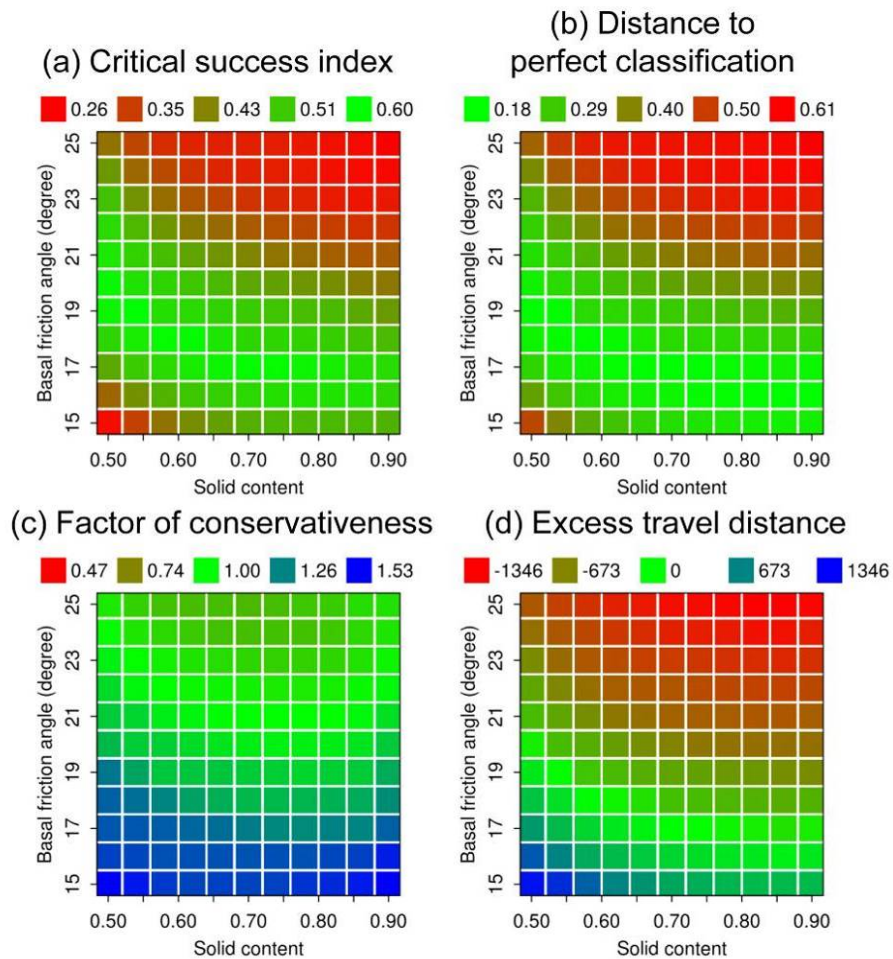 (a) Critical success index
0.26 0.35 0.43 0.51 0.60
Basal friction angle (degree)
25
23
21
19
17
15
0.50 0.60 0.70 0.80 0.90
Solid content
(b) Distance to
perfect classification
0.18 0.29 0.40 0.50 0.61
Basal friction angle (degree)
25
23
21
19
17
15
0.50 0.60 0.70 0.80 0.90
Solid content
(c) Factor of conservativeness
0.47 0.74 1.00 1.26 1.53
Basal friction angle (degree)
25
23
21
19
17
15
0.50 0.60 0.70 0.80 0.90
Solid content
(d) Excess travel distance
-1346 -673 0 673 1346
Basal friction angle (degree)
25
23
21
19
17
15
0.50 0.60 0.70 0.80 0.90
Solid content